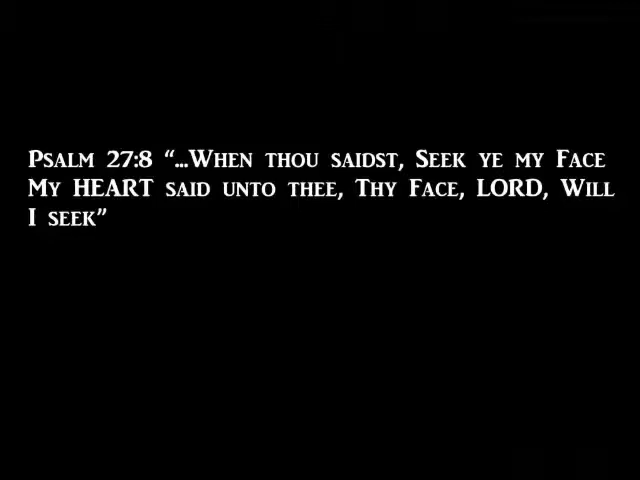 Psalm 27:8 “...When thou saidst, Seek ye my Face
My HEART said unto thee, Thy Face, LORD, Will
I seek”